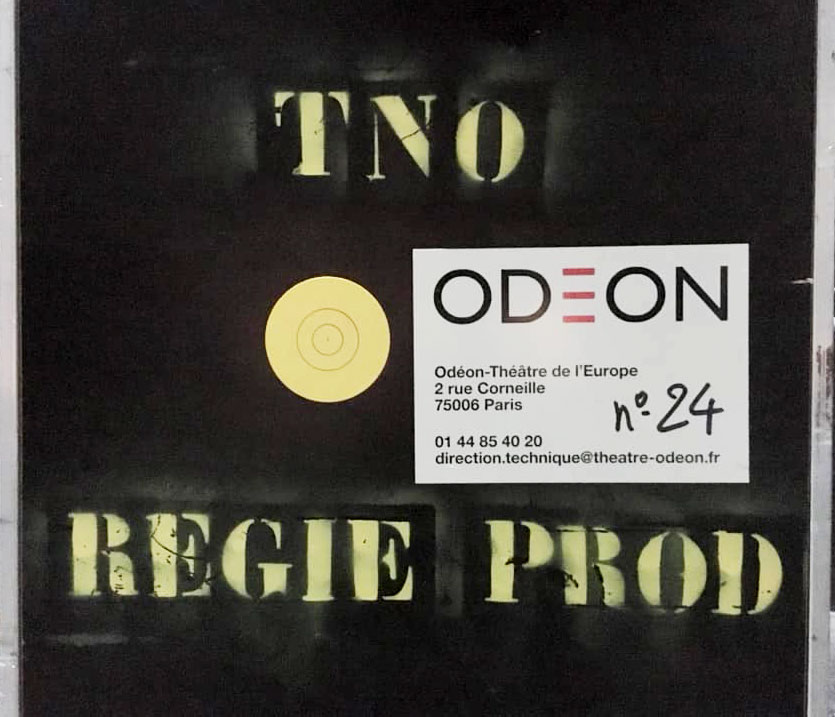 TNO
ODEON
Odéon-Théâtre de l'Europe
2 rue Corneille
75006 Paris
nº 24
01 44 85 40 20
direction.technique@theatre-odeon.fr
REGIE PROD